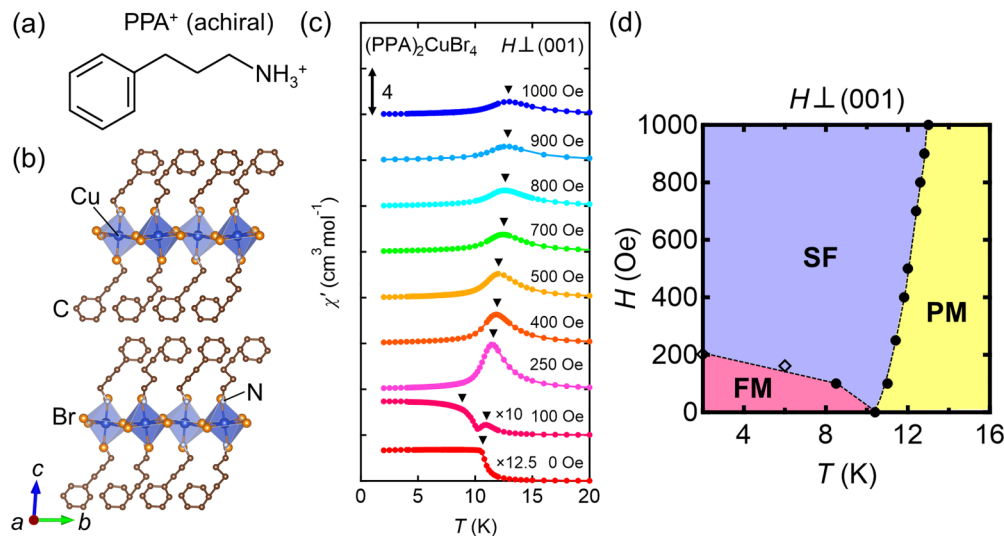 (a)
PPA⁺ (achiral)
NH₃⁺
(b)
Cu
C
Br
N
c
a
b
(c)
(PPA)₂CuBr₄ H⊥(001)
4
1000 Oe
900 Oe
800 Oe
700 Oe
500 Oe
400 Oe
250 Oe
×10 100 Oe
×12.5 0 Oe
χ′ (cm³ mol⁻¹)
0 5 10 15 20
T (K)
(d)
H⊥(001)
1000
800
600
400
200
0
H (Oe)
SF
PM
FM
4 8 12 16
T (K)